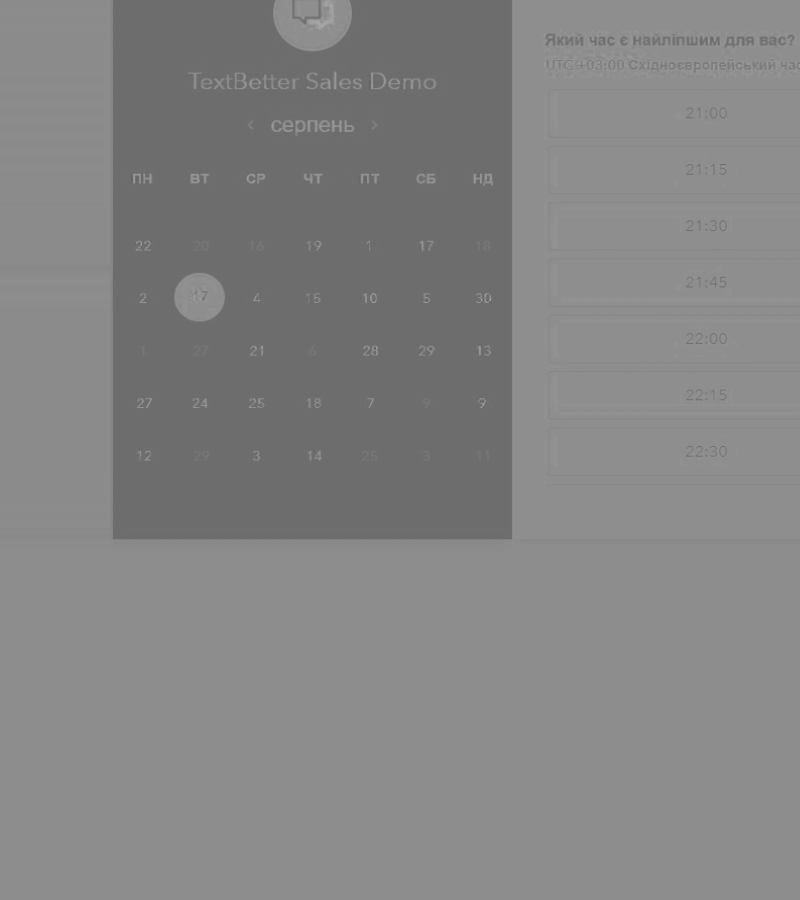 TextBetter Sales Demo
‹ серпень ›
ПН ВТ СР ЧТ ПТ СБ НД
22 20 16 19 1 17 18
2 17 4 15 10 5 30
1 27 21 6 28 29 13
27 24 25 18 7 9 9
12 29 3 14 25 3 11
Який час є найліпшим для вас?
UTC +03:00 Східноєвропейський час
21:00
21:15
21:30
21:45
22:00
22:15
22:30